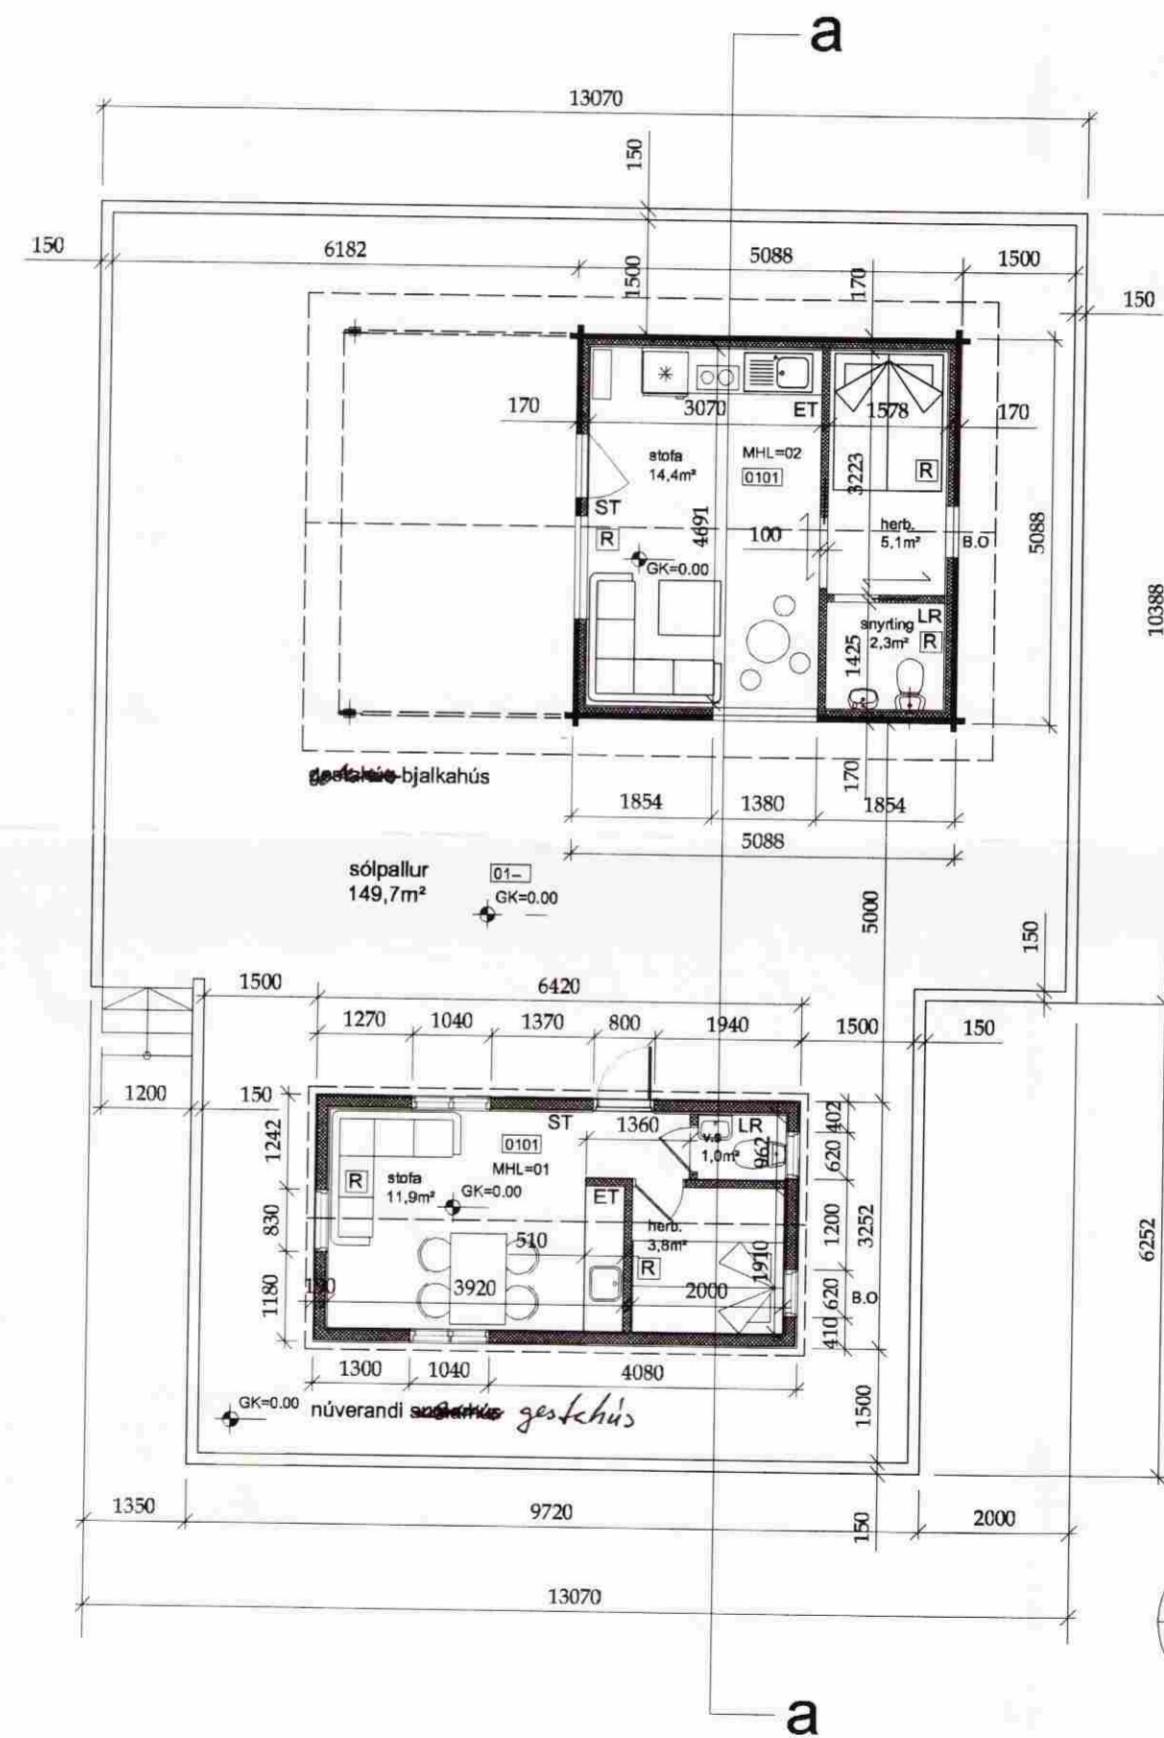 a
13070
150
150
6182
5088
1500
1500
170
150
170
3070
ET
1578
170
stofa
14,4m²
MHL=02
0101
3223
R
ST
R
4691
100
herb.
5,1m²
B.O
5088
GK=0.00
10388
snyrting
2,3m²
LR
R
1425
bjalkahús
170
1854
1380
1854
5088
sólpallur
149,7m²
01–
GK=0.00
5000
150
1500
6420
1270
1040
1370
800
1940
1500
150
1200
150
ST
1360
LR
402
1242
0101
v.s
1,0m²
962
620
MHL=01
R
stofa
11,9m²
GK=0.00
ET
830
herb.
3,8m²
1200
3252
6252
510
R
1910
1180
3920
2000
620
B.O
410
1300
1040
4080
GK=0.00
núverandi gestahús
1500
1350
9720
150
2000
13070
a